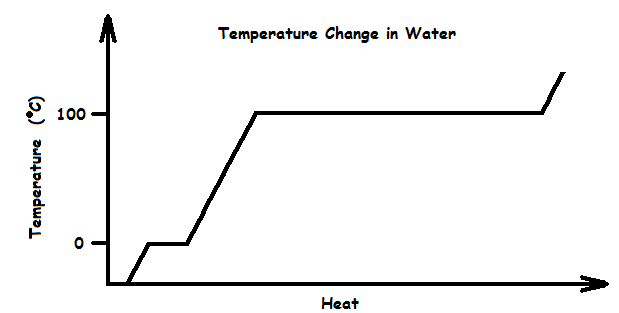 Temperature Change in Water
Temperature (°C)
100
0
Heat